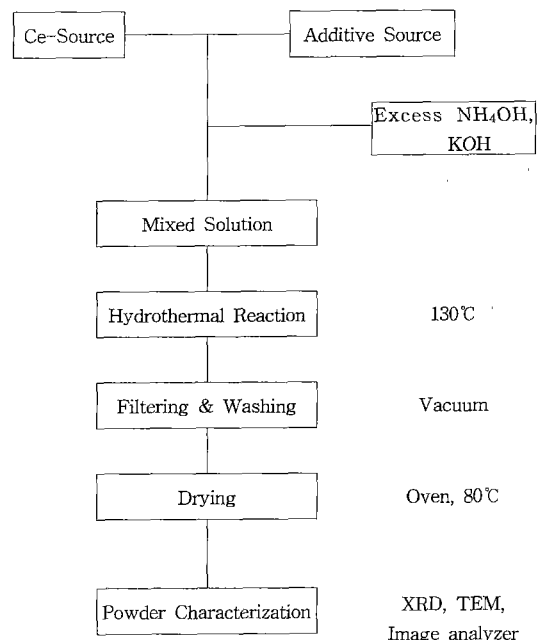 Ce-Source
Additive Source
Excess NH₄OH,
KOH
Mixed Solution
Hydrothermal Reaction
130℃
Filtering & Washing
Vacuum
Drying
Oven, 80℃
Powder Characterization
XRD, TEM,
Image analyzer